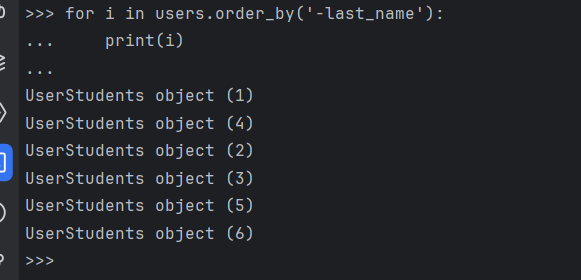 >>> for i in users.order_by('-last_name'):
...     print(i)
...
UserStudents object (1)
UserStudents object (4)
UserStudents object (2)
UserStudents object (3)
UserStudents object (5)
UserStudents object (6)
>>>